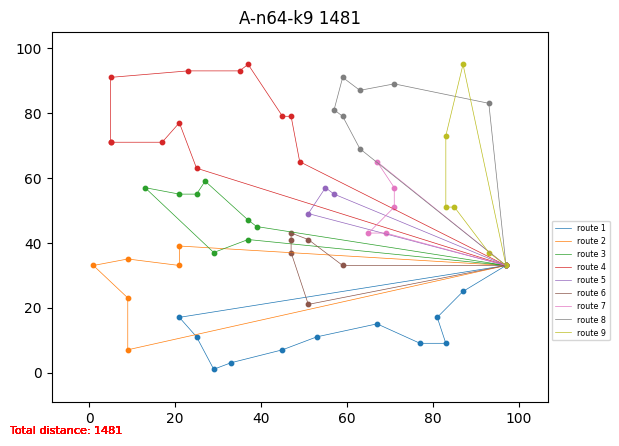 A-n64-k9 1481
100
80
60
40
20
0
0 20 40 60 80 100
route 1
route 2
route 3
route 4
route 5
route 6
route 7
route 8
route 9
Total distance: 1481